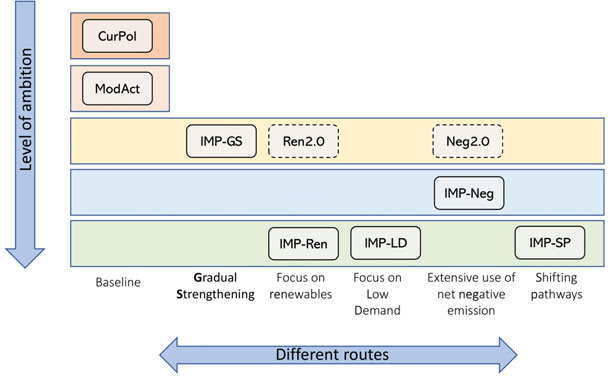 Level of ambition
CurPol
ModAct
IMP-GS Ren2.0 Neg2.0
IMP-Neg
IMP-Ren IMP-LD IMP-SP
Baseline
Gradual
Strengthening
Focus on
renewables
Focus on
Low
Demand
Extensive use of
net negative
emission
Shifting
pathways
Different routes